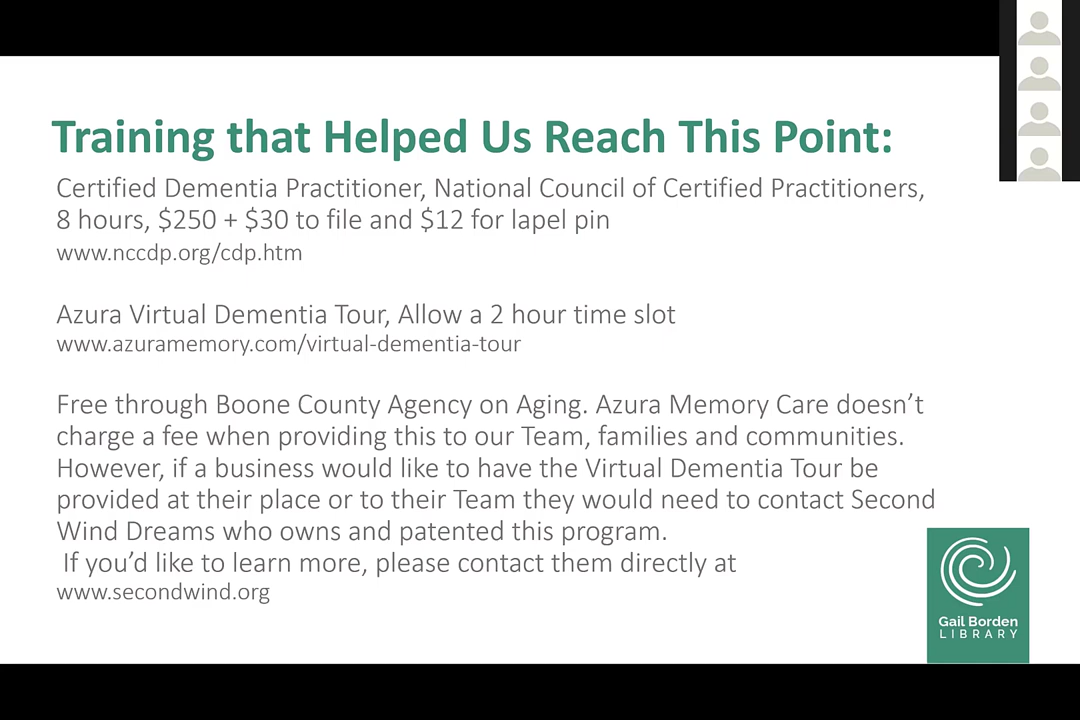 Training that Helped Us Reach This Point:
Certified Dementia Practitioner, National Council of Certified Practitioners,
8 hours, $250 + $30 to file and $12 for lapel pin
www.nccdp.org/cdp.htm
Azura Virtual Dementia Tour, Allow a 2 hour time slot
www.azuramemory.com/virtual-dementia-tour
Free through Boone County Agency on Aging. Azura Memory Care doesn’t
charge a fee when providing this to our Team, families and communities.
However, if a business would like to have the Virtual Dementia Tour be
provided at their place or to their Team they would need to contact Second
Wind Dreams who owns and patented this program.
If you’d like to learn more, please contact them directly at
www.secondwind.org
Gail Borden
LIBRARY